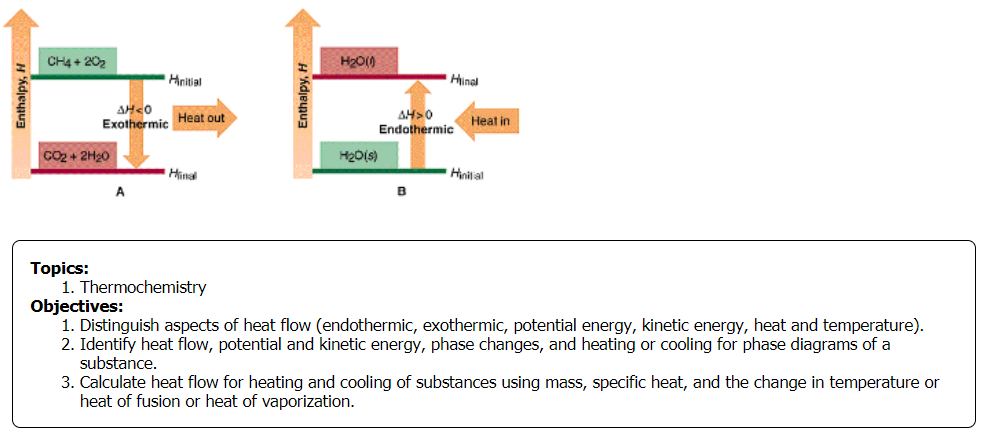 Enthalpy, H
CH4 + 2O2
Hinitial
ΔH<0
Exothermic
Heat out
CO2 + 2H2O
Hfinal
A
Enthalpy, H
H2O(l)
Hfinal
ΔH>0
Endothermic
Heat in
H2O(s)
Hinitial
B
Topics:
1. Thermochemistry
Objectives:
1. Distinguish aspects of heat flow (endothermic, exothermic, potential energy, kinetic energy, heat and temperature).
2. Identify heat flow, potential and kinetic energy, phase changes, and heating or cooling for phase diagrams of a
substance.
3. Calculate heat flow for heating and cooling of substances using mass, specific heat, and the change in temperature or
heat of fusion or heat of vaporization.